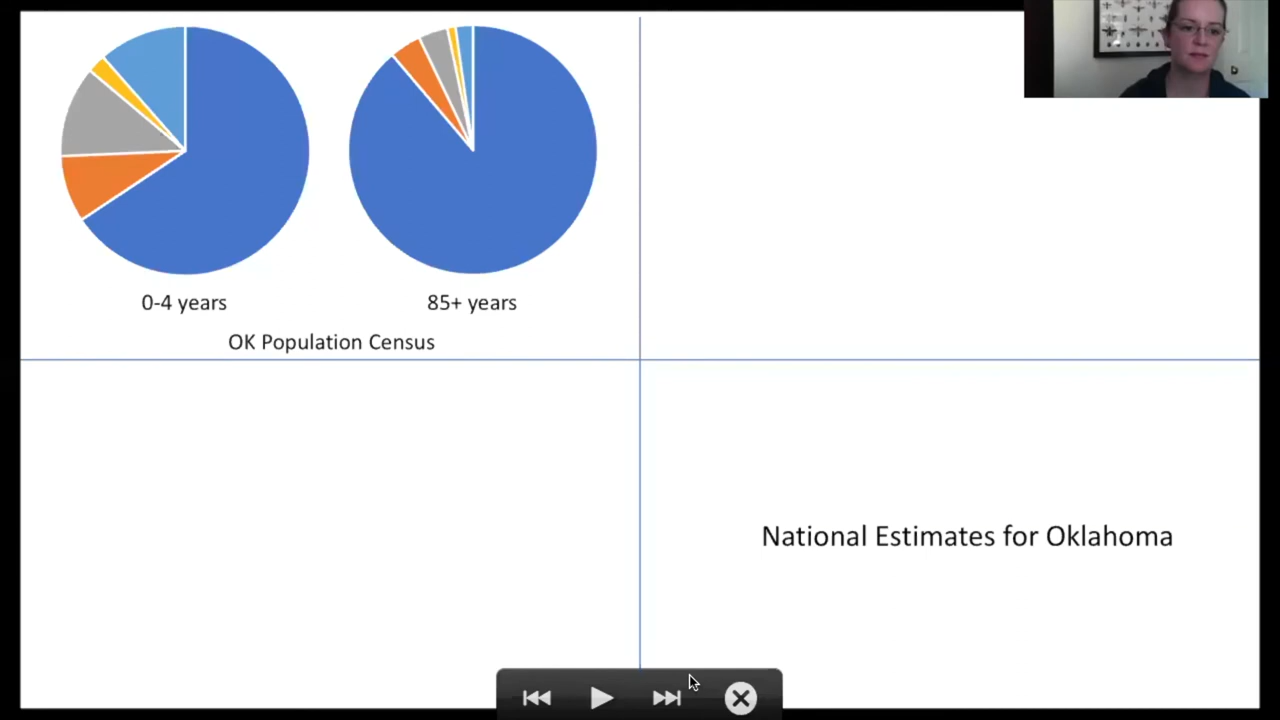 0-4 years
85+ years
OK Population Census
National Estimates for Oklahoma